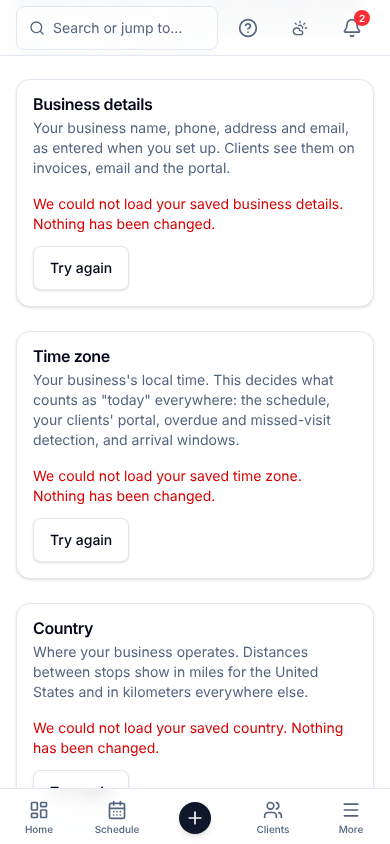 Search or jump to...
2
Business details
Your business name, phone, address and email,
as entered when you set up. Clients see them on
invoices, email and the portal.
We could not load your saved business details.
Nothing has been changed.
Try again
Time zone
Your business's local time. This decides what
counts as "today" everywhere: the schedule,
your clients' portal, overdue and missed-visit
detection, and arrival windows.
We could not load your saved time zone.
Nothing has been changed.
Try again
Country
Where your business operates. Distances
between stops show in miles for the United
States and in kilometers everywhere else.
We could not load your saved country. Nothing
has been changed.
Home
Schedule
Clients
More